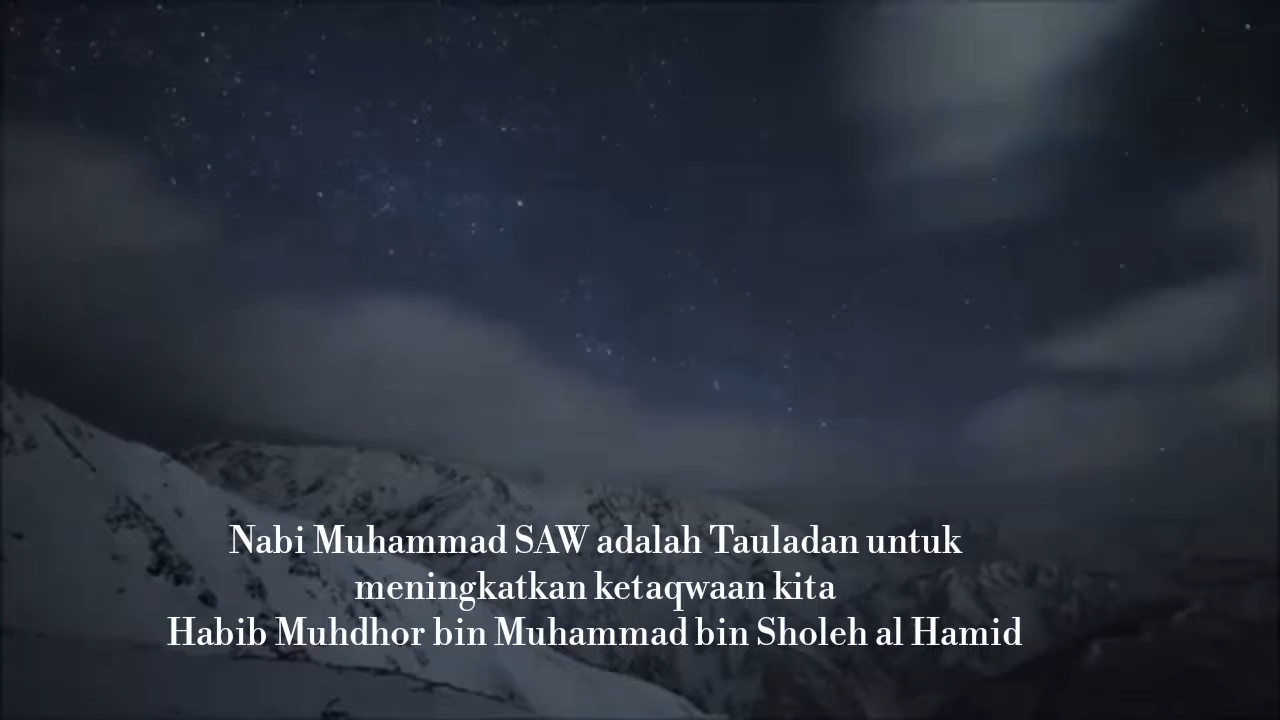 Nabi Muhammad SAW adalah Tauladan untuk
meningkatkan ketaqwaan kita
Habib Muhdhor bin Muhammad bin Sholeh al Hamid